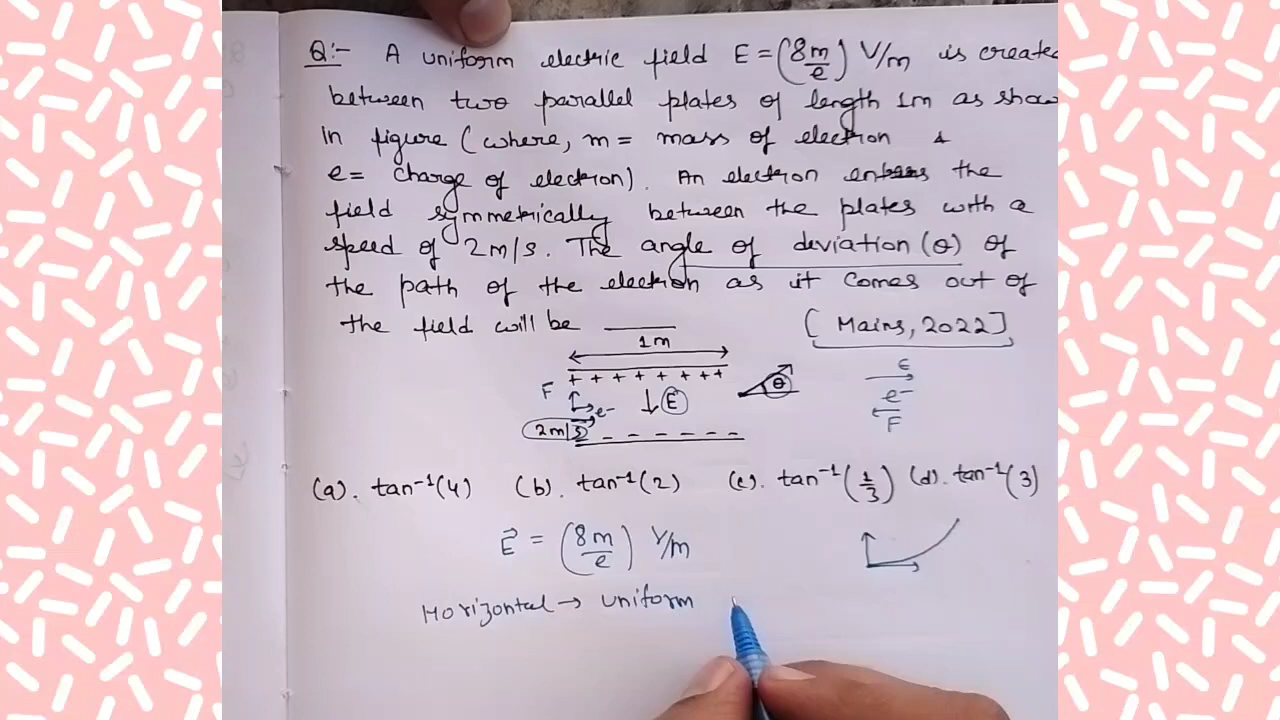 Q:- A uniform electric field E = (8m/e) V/m is created
between two parallel plates of length 1m as show
In figure (where, m = mass of electron &
e = charge of electron). An electron enters the
field symmetrically between the plates with a
speed of 2m/s. The angle of deviation (θ) of
the path of the electron as it comes out of
the field will be ____
[Mains, 2022]
1m
+ + + + + + + +
F
e-
E
2m/s
θ
E
e-
F
(a). tan⁻¹(4) (b). tan⁻¹(2) (c). tan⁻¹(1/3) (d). tan⁻¹(3)
E⃗ = (8m/e) V/m
Horizontal → uniform